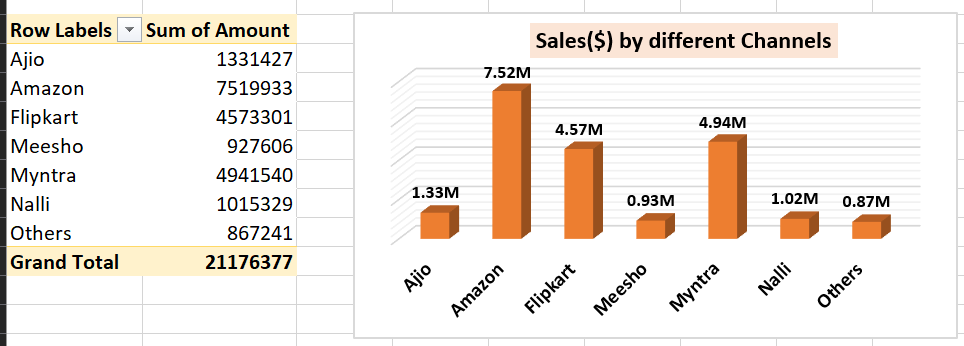 Row Labels Sum of Amount
Ajio 1331427
Amazon 7519933
Flipkart 4573301
Meesho 927606
Myntra 4941540
Nalli 1015329
Others 867241
Grand Total 21176377
Sales($) by different Channels
7.52M
4.94M
4.57M
1.33M
0.93M
1.02M
0.87M
Ajio
Amazon
Flipkart
Meesho
Myntra
Nalli
Others